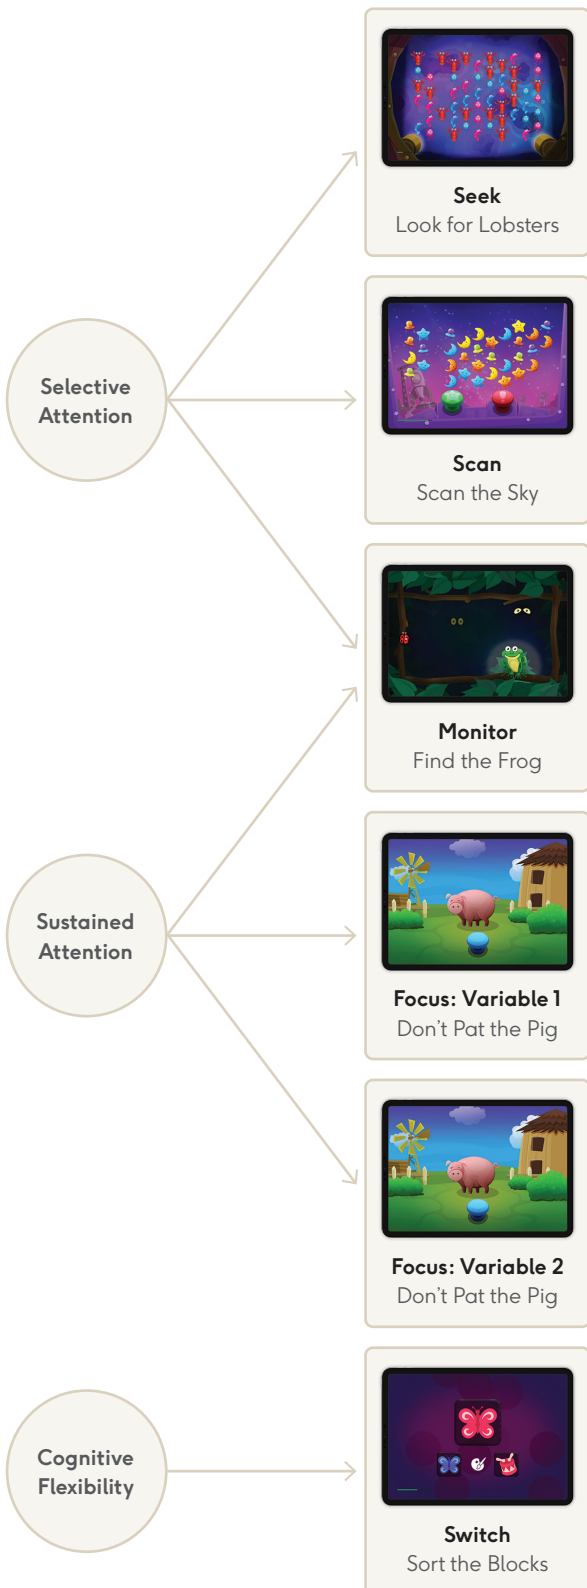 Seek
Look for Lobsters
Selective
Attention
Scan
Scan the Sky
Monitor
Find the Frog
Sustained
Attention
Focus: Variable 1
Don't Pat the Pig
Focus: Variable 2
Don't Pat the Pig
Cognitive
Flexibility
Switch
Sort the Blocks